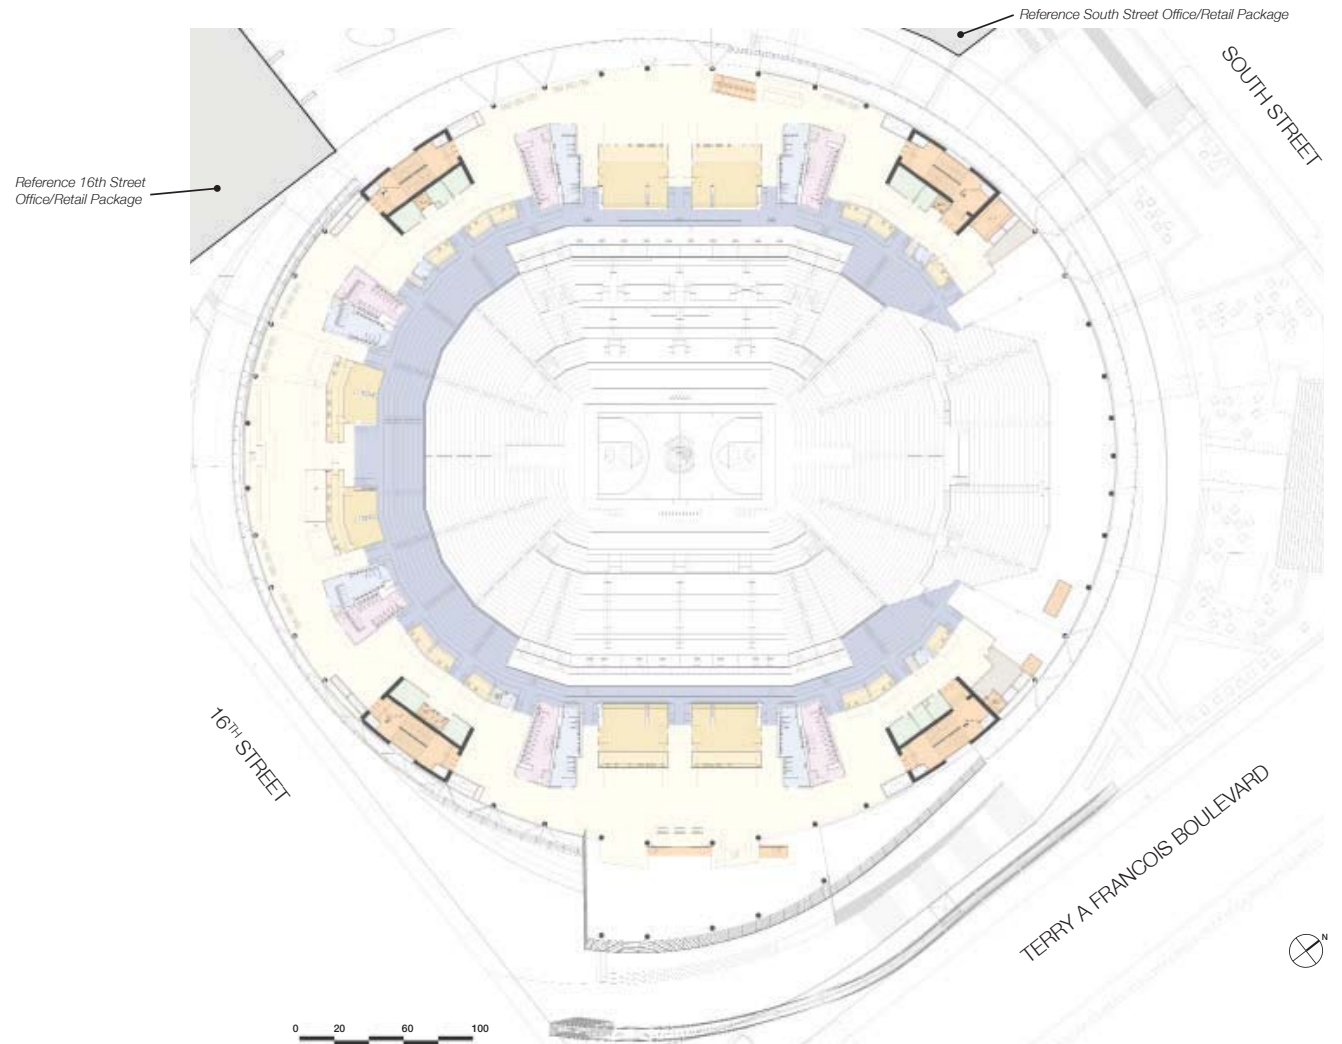 Reference South Street Office/Retail Package
SOUTH STREET
Reference 16th Street
Office/Retail Package
16TH STREET
TERRY A FRANCOIS BOULEVARD
N
0 20 60 100